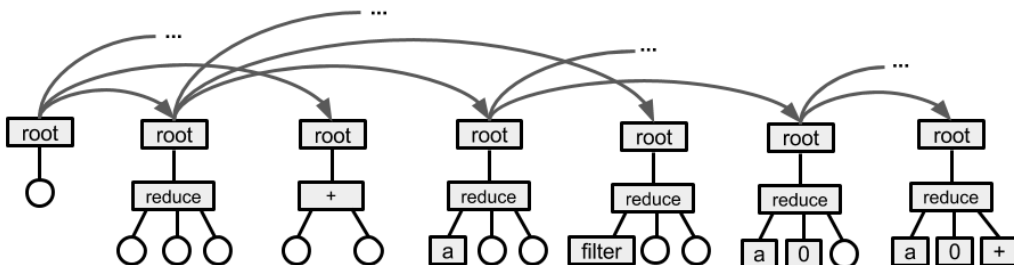 ... ... ... ...
root root root root root root root
reduce + reduce reduce reduce reduce
a filter a 0 a 0 +